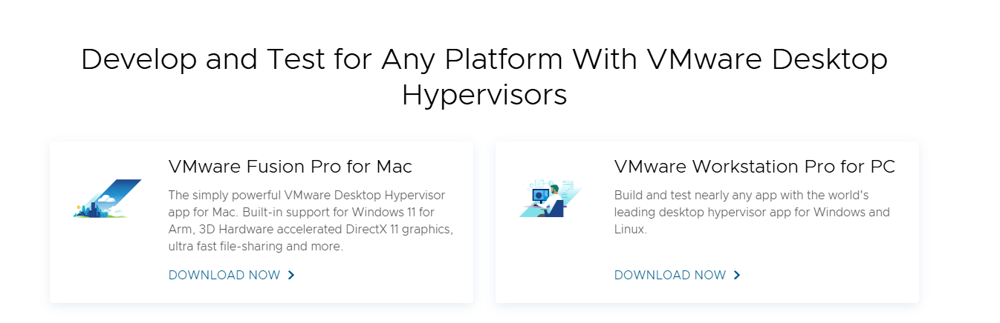 Develop and Test for Any Platform With VMware Desktop
Hypervisors
VMware Fusion Pro for Mac
The simply powerful VMware Desktop Hypervisor
app for Mac. Built-in support for Windows 11 for
Arm, 3D Hardware accelerated DirectX 11 graphics,
ultra fast file-sharing and more.
DOWNLOAD NOW
VMware Workstation Pro for PC
Build and test nearly any app with the world's
leading desktop hypervisor app for Windows and
Linux.
DOWNLOAD NOW